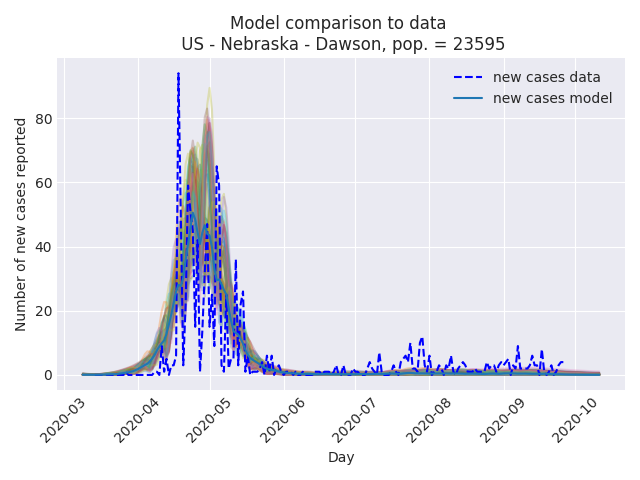 Model comparison to data
US - Nebraska - Dawson, pop. = 23595
new cases data
new cases model
Number of new cases reported
80
60
40
20
0
2020-03
2020-04
2020-05
2020-06
2020-07
2020-08
2020-09
2020-10
Day